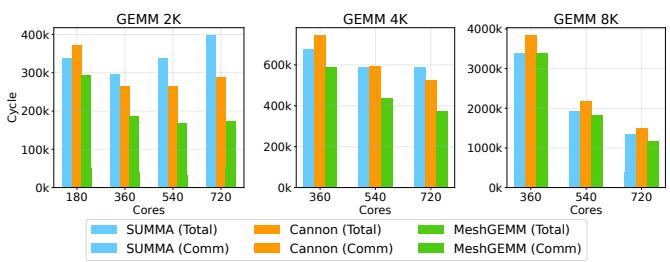 GEMM 2K
GEMM 4K
GEMM 8K
Cycle
400k
300k
200k
100k
0k
180 360 540 720
Cores
600k
400k
200k
0k
360 540 720
Cores
4000k
3000k
2000k
1000k
0k
360 540 720
Cores
SUMMA (Total) Cannon (Total) MeshGEMM (Total)
SUMMA (Comm) Cannon (Comm) MeshGEMM (Comm)